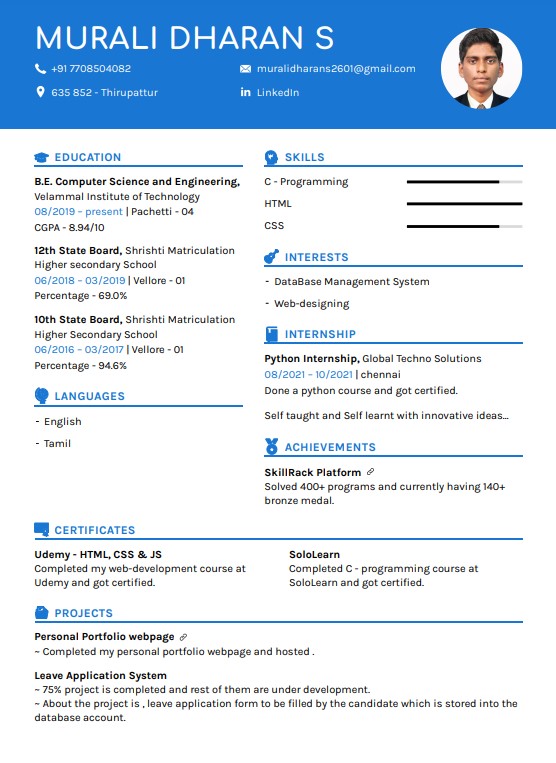 MURALI DHARAN S
+91 7708504082
muralidharans2601@gmail.com
635 852 - Thirupattur
LinkedIn
EDUCATION
B.E. Computer Science and Engineering,
Velammal Institute of Technology
08/2019 – present | Pachetti - 04
CGPA - 8.94/10
12th State Board, Shrishti Matriculation
Higher secondary School
06/2018 – 03/2019 | Vellore - 01
Percentage - 69.0%
10th State Board, Shrishti Matriculation
Higher Secondary School
06/2016 – 03/2017 | Vellore - 01
Percentage - 94.6%
LANGUAGES
- English
- Tamil
SKILLS
C - Programming
HTML
CSS
INTERESTS
- DataBase Management System
- Web-designing
INTERNSHIP
Python Internship, Global Techno Solutions
08/2021 – 10/2021 | chennai
Done a python course and got certified.
Self taught and Self learnt with innovative ideas...
ACHIEVEMENTS
SkillRack Platform
Solved 400+ programs and currently having 140+
bronze medal.
CERTIFICATES
Udemy - HTML, CSS & JS
Completed my web-development course at
Udemy and got certified.
SoloLearn
Completed C - programming course at
SoloLearn and got certified.
PROJECTS
Personal Portfolio webpage
~ Completed my personal portfolio webpage and hosted .
Leave Application System
~ 75% project is completed and rest of them are under development.
~ About the project is , leave application form to be filled by the candidate which is stored into the
database account.